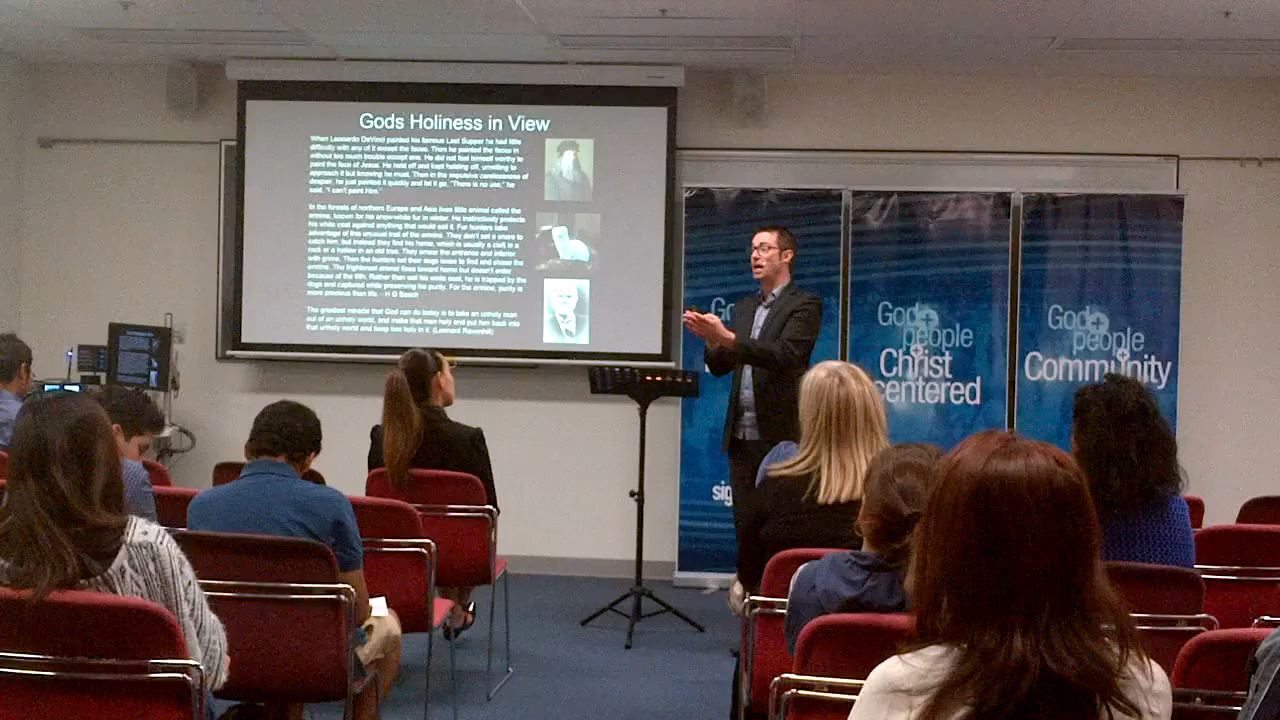 Gods Holiness in View
When Leonardo DaVinci painted his famous Last Supper he had little
difficulty with any of it except the faces. Then he painted the faces in
without too much trouble except one. He did not feel himself worthy to
paint the face of Jesus. He held off and kept holding off, unwilling to
approach it but knowing he must. Then in the impulsive carelessness of
despair, he just painted it quickly and let it go. "There is no use," he
said. "I can't paint Him."
In the forests of northern Europe and Asia lives little animal called the
ermine, known for his snow-white fur in winter. He instinctively protects
his white coat against anything that would soil it. Fur hunters take
advantage of this unusual trait of the ermine. They don't set a snare to
catch him, but instead they find his home, which is usually a cleft in a
rock or a hollow in an old tree. They smear the entrance and interior
with grime. Then the hunters set their dogs loose to find and chase the
ermine. The frightened animal flees toward home but doesn't enter
because of the filth. Rather than soil his white coat, he is trapped by the
dogs and captured while preserving his purity. For the ermine, purity is
more precious than life. - H G Bosch
The greatest miracle that God can do today is to take an unholy man
out of an unholy world, and make that man holy and put him back into
that unholy world and keep him holy in it. (Leonard Ravenhill)
God+
people
Christ
centered
God+
people
Community
sig